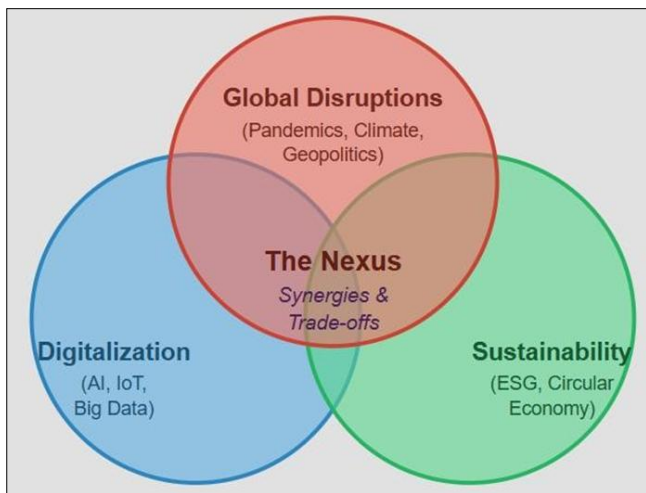 Global Disruptions
(Pandemics, Climate,
Geopolitics)
The Nexus
Synergies &
Trade-offs
Digitalization
(AI, IoT,
Big Data)
Sustainability
(ESG, Circular
Economy)